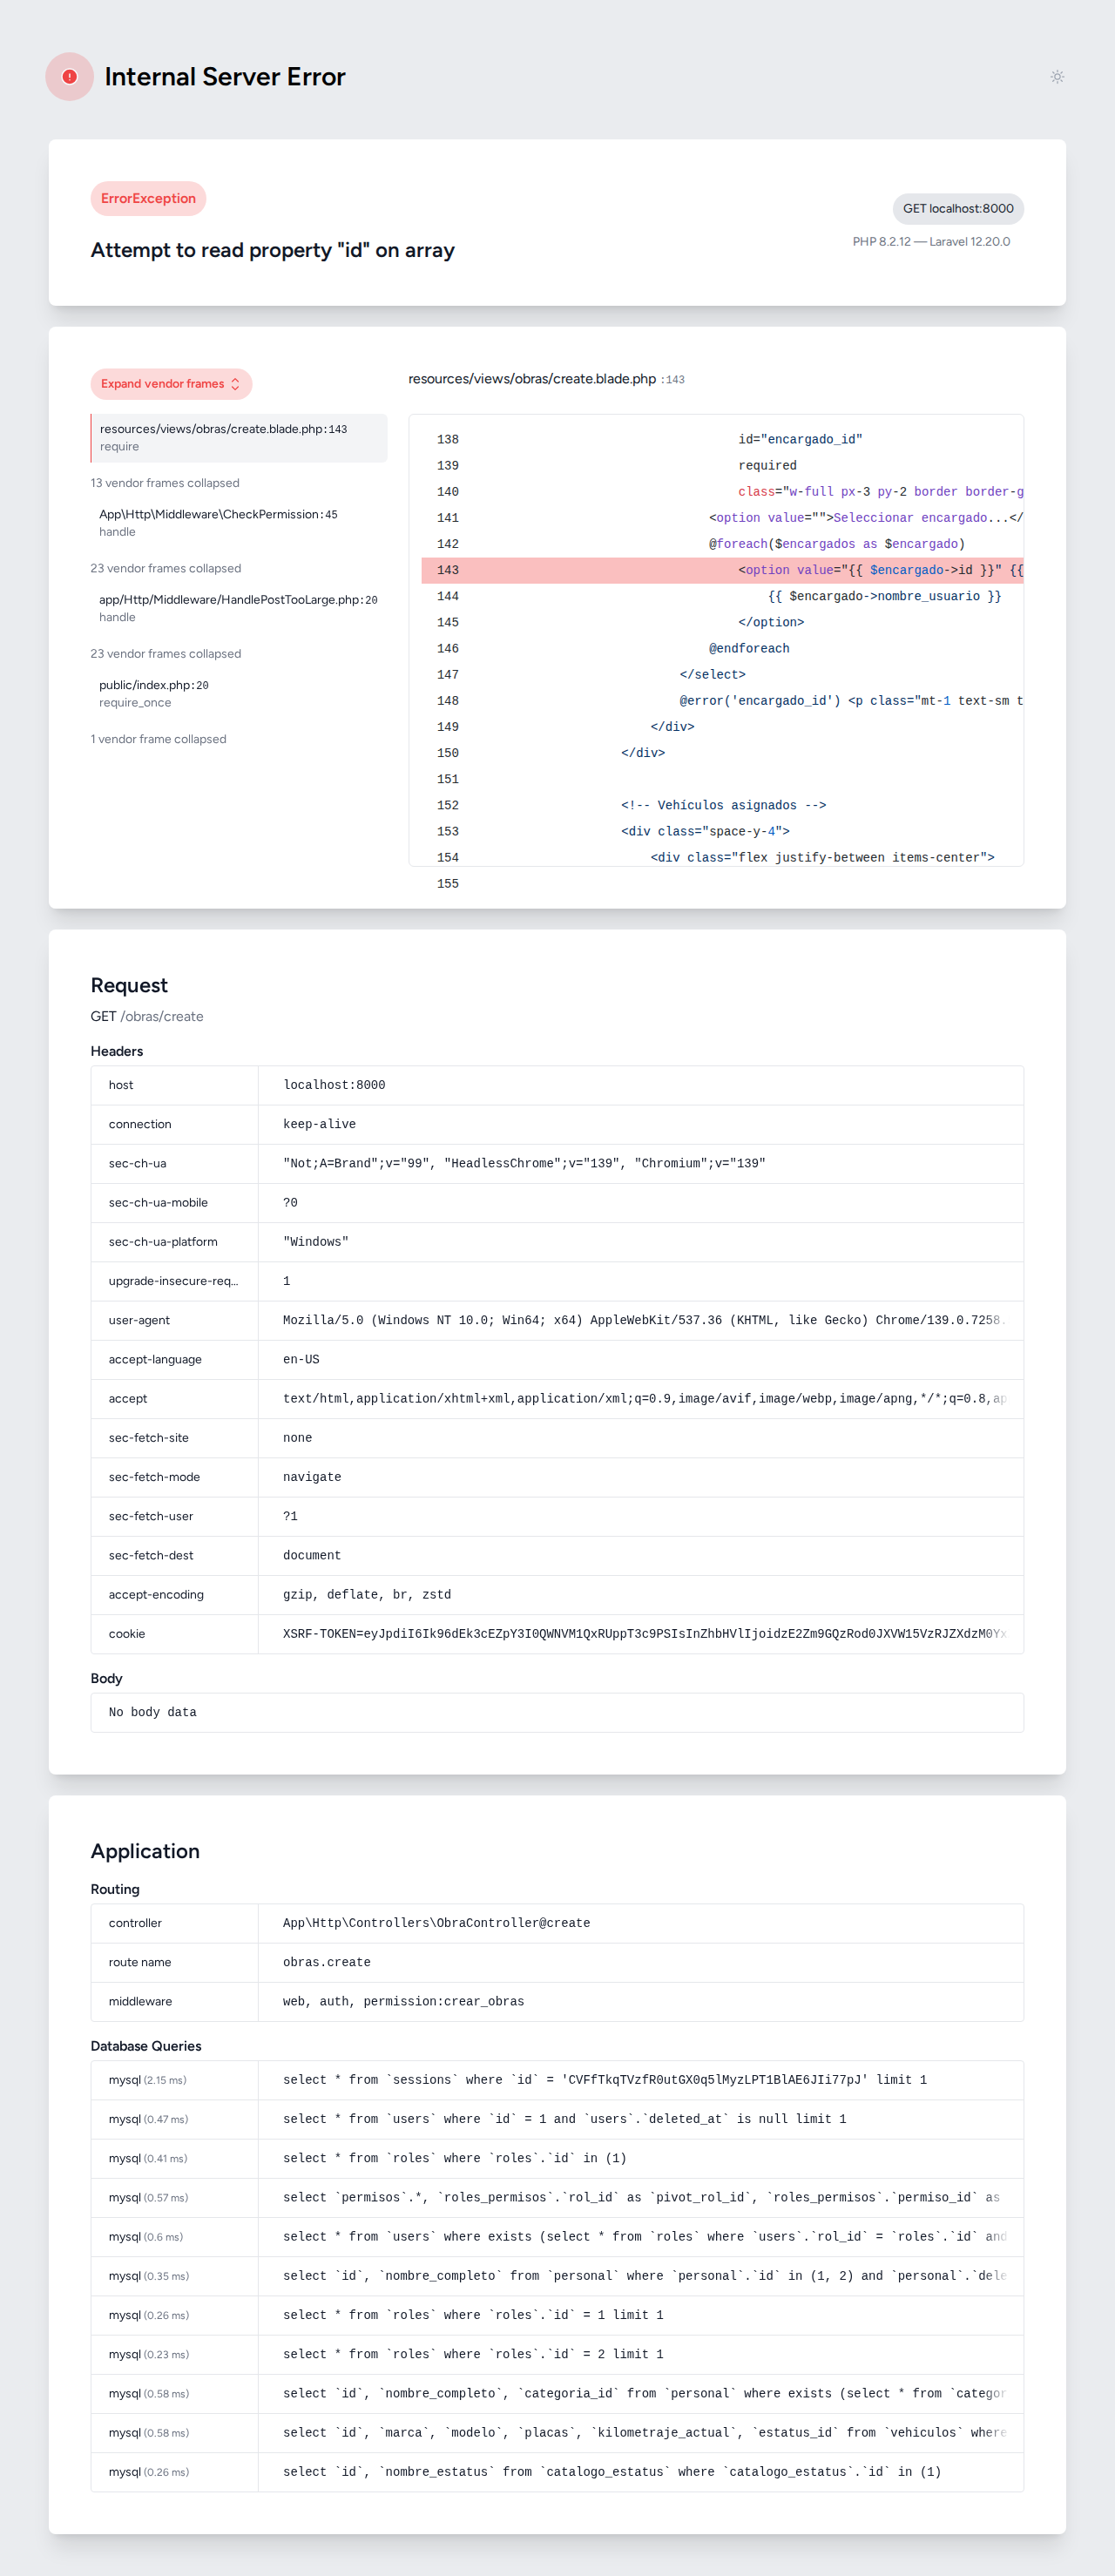 Internal Server Error
ErrorException
GET localhost:8000
Attempt to read property "id" on array
PHP 8.2.12 — Laravel 12.20.0
Expand vendor frames
resources/views/obras/create.blade.php:143
require
13 vendor frames collapsed
App\Http\Middleware\CheckPermission:45
handle
23 vendor frames collapsed
app/Http/Middleware/HandlePostTooLarge.php:20
handle
23 vendor frames collapsed
public/index.php:20
require_once
1 vendor frame collapsed
resources/views/obras/create.blade.php :143
138 id="encargado_id"
139 required
140 class="w-full px-3 py-2 border border-g
141 <option value="">Seleccionar encargado...</
142 @foreach($encargados as $encargado)
143 <option value="{{ $encargado->id }}" {{
144 {{ $encargado->nombre_usuario }}
145 </option>
146 @endforeach
147 </select>
148 @error('encargado_id') <p class="mt-1 text-sm t
149 </div>
150 </div>
151
152 <!-- Vehículos asignados -->
153 <div class="space-y-4">
154 <div class="flex justify-between items-center">
155
Request
GET /obras/create
Headers
host localhost:8000
connection keep-alive
sec-ch-ua "Not;A=Brand";v="99", "HeadlessChrome";v="139", "Chromium";v="139"
sec-ch-ua-mobile ?0
sec-ch-ua-platform "Windows"
upgrade-insecure-req... 1
user-agent Mozilla/5.0 (Windows NT 10.0; Win64; x64) AppleWebKit/537.36 (KHTML, like Gecko) Chrome/139.0.7258.
accept-language en-US
accept text/html,application/xhtml+xml,application/xml;q=0.9,image/avif,image/webp,image/apng,*/*;q=0.8,ap
sec-fetch-site none
sec-fetch-mode navigate
sec-fetch-user ?1
sec-fetch-dest document
accept-encoding gzip, deflate, br, zstd
cookie XSRF-TOKEN=eyJpdiI6Ik96dEk3cEZpY3I0QWNVM1QxRUppT3c9PSIsInZhbHVlIjoidzE2Zm9GQzRod0JXVW15VzRJZXdzM0Yx
Body
No body data
Application
Routing
controller App\Http\Controllers\ObraController@create
route name obras.create
middleware web, auth, permission:crear_obras
Database Queries
mysql (2.15 ms) select * from `sessions` where `id` = 'CVFfTkqTVzfR0utGX0q5lMyzLPT1BlAE6JIi77pJ' limit 1
mysql (0.47 ms) select * from `users` where `id` = 1 and `users`.`deleted_at` is null limit 1
mysql (0.41 ms) select * from `roles` where `roles`.`id` in (1)
mysql (0.57 ms) select `permisos`.*, `roles_permisos`.`rol_id` as `pivot_rol_id`, `roles_permisos`.`permiso_id` as
mysql (0.6 ms) select * from `users` where exists (select * from `roles` where `users`.`rol_id` = `roles`.`id` and
mysql (0.35 ms) select `id`, `nombre_completo` from `personal` where `personal`.`id` in (1, 2) and `personal`.`dele
mysql (0.26 ms) select * from `roles` where `roles`.`id` = 1 limit 1
mysql (0.23 ms) select * from `roles` where `roles`.`id` = 2 limit 1
mysql (0.58 ms) select `id`, `nombre_completo`, `categoria_id` from `personal` where exists (select * from `categor
mysql (0.58 ms) select `id`, `marca`, `modelo`, `placas`, `kilometraje_actual`, `estatus_id` from `vehiculos` where
mysql (0.26 ms) select `id`, `nombre_estatus` from `catalogo_estatus` where `catalogo_estatus`.`id` in (1)